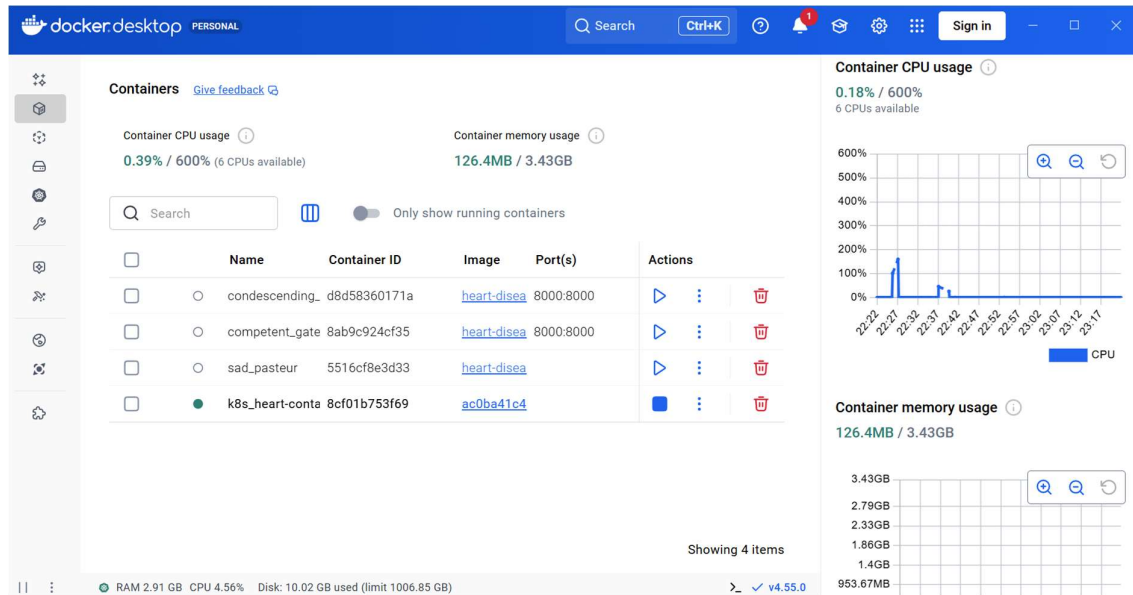 docker.desktop PERSONAL
Search Ctrl+K
1
Sign in
Containers Give feedback
Container CPU usage
0.39% / 600% (6 CPUs available)
Container memory usage
126.4MB / 3.43GB
Search
Only show running containers
Name Container ID Image Port(s) Actions
condescending_ d8d58360171a heart-disea 8000:8000
competent_gate 8ab9c924cf35 heart-disea 8000:8000
sad_pasteur 5516cf8e3d33 heart-disea
k8s_heart-conta 8cf01b753f69 ac0ba41c4
Showing 4 items
RAM 2.91 GB CPU 4.56% Disk: 10.02 GB used (limit 1006.85 GB)
v4.55.0
Container CPU usage
0.18% / 600%
6 CPUs available
600%
500%
400%
300%
200%
100%
0%
22:22 22:27 22:32 22:37 22:42 22:47 22:52 22:57 23:02 23:07 23:12 23:17
CPU
Container memory usage
126.4MB / 3.43GB
3.43GB
2.79GB
2.33GB
1.86GB
1.4GB
953.67MB